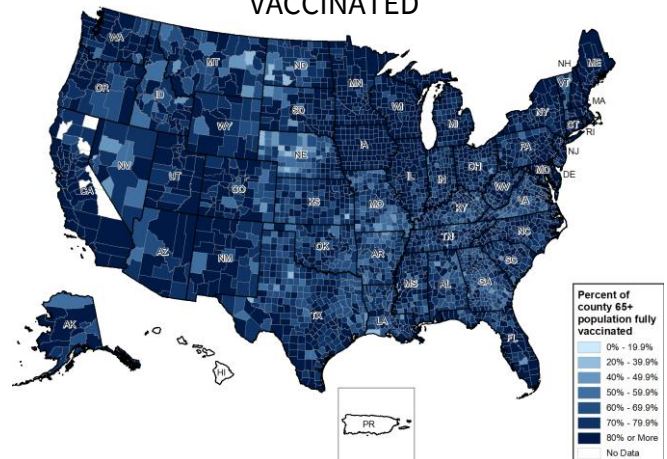 VACCINATED
WA
MT
ND
MN
OR
ID
SD
WI
MI
WY
NE
IA
NV
UT
CO
KS
MO
IL
IN
OH
PA
NY
NH
VT
ME
MA
CT
RI
NJ
DE
MD
WV
VA
KY
CA
AZ
NM
OK
AR
TN
NC
SC
MS
AL
GA
TX
LA
FL
AK
HI
PR
Percent of
county 65+
population fully
vaccinated
0% - 19.9%
20% - 39.9%
40% - 49.9%
50% - 59.9%
60% - 69.9%
70% - 79.9%
80% or More
No Data